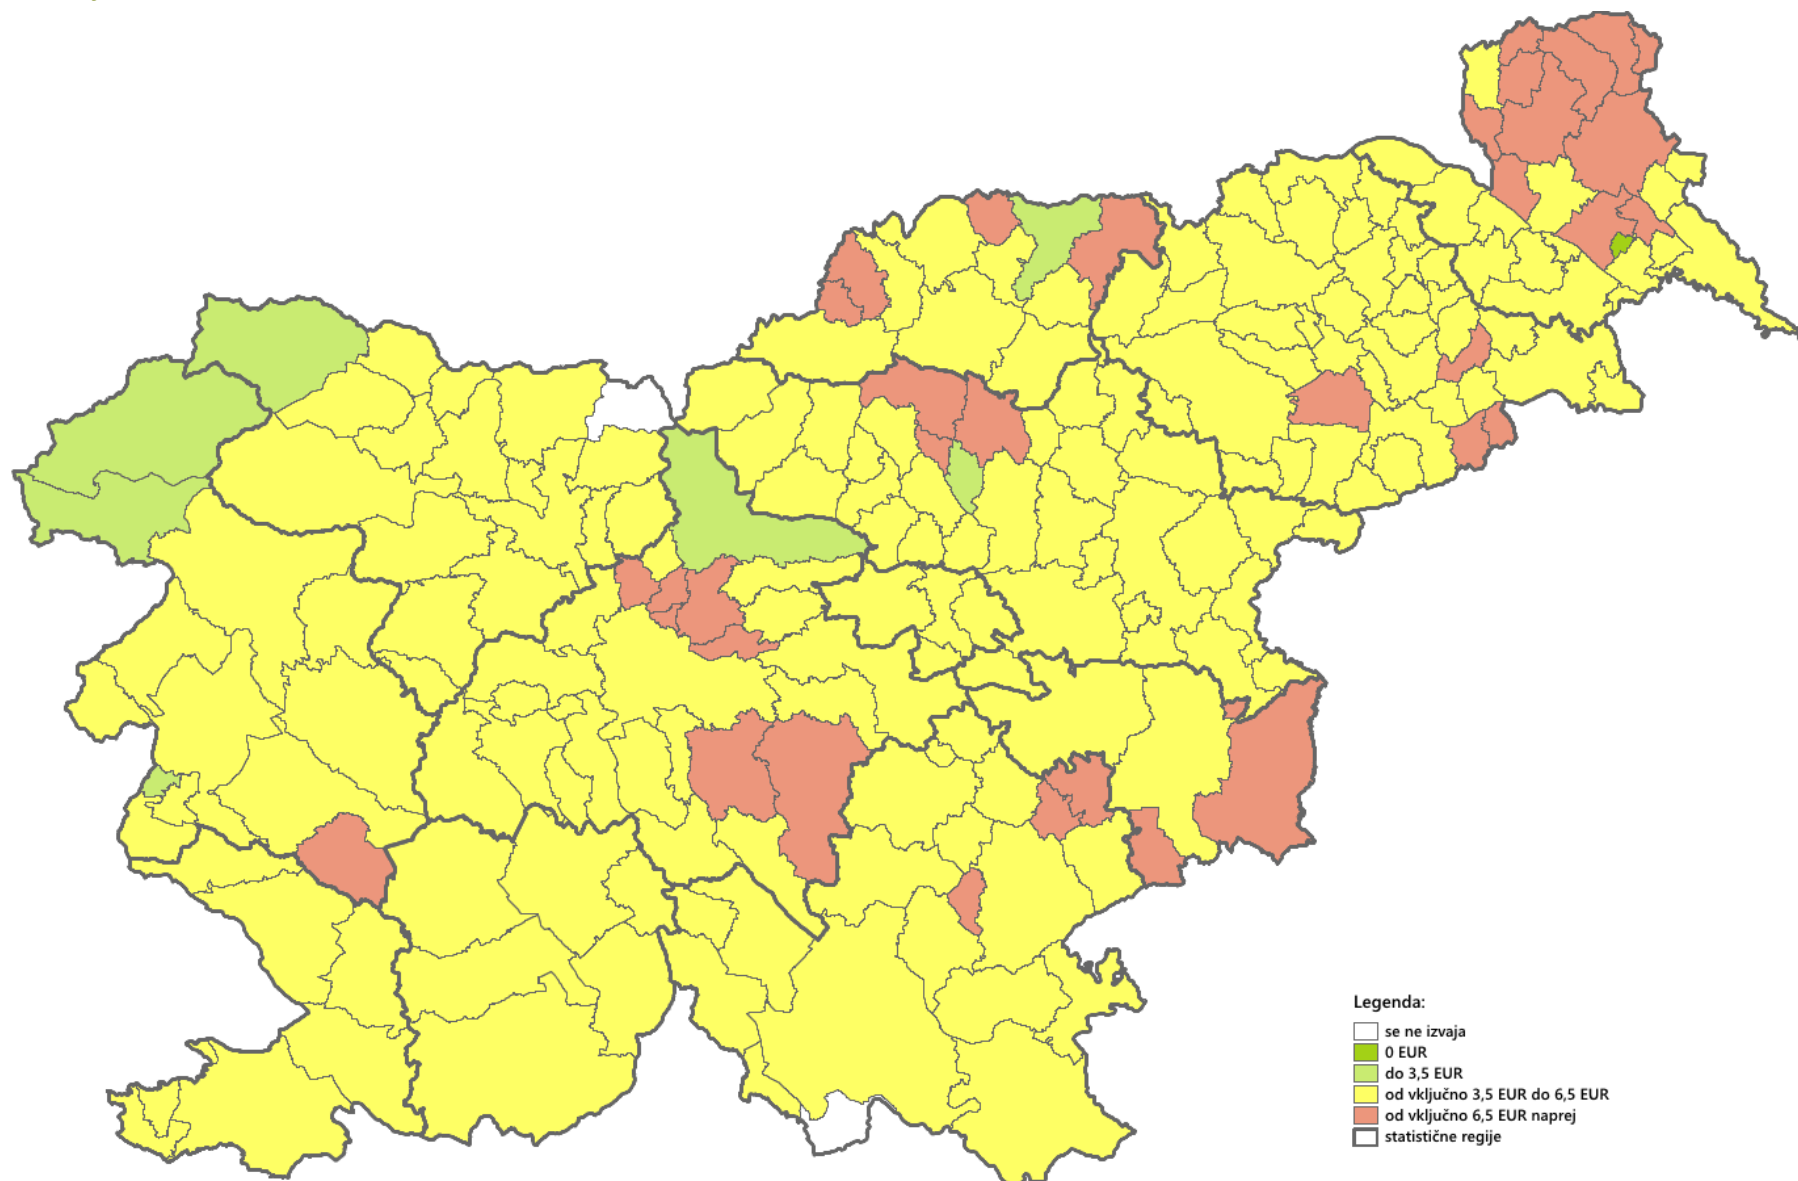 Legenda:
se ne izvaja
0 EUR
do 3,5 EUR
od vključno 3,5 EUR do 6,5 EUR
od vključno 6,5 EUR naprej
statistične regije